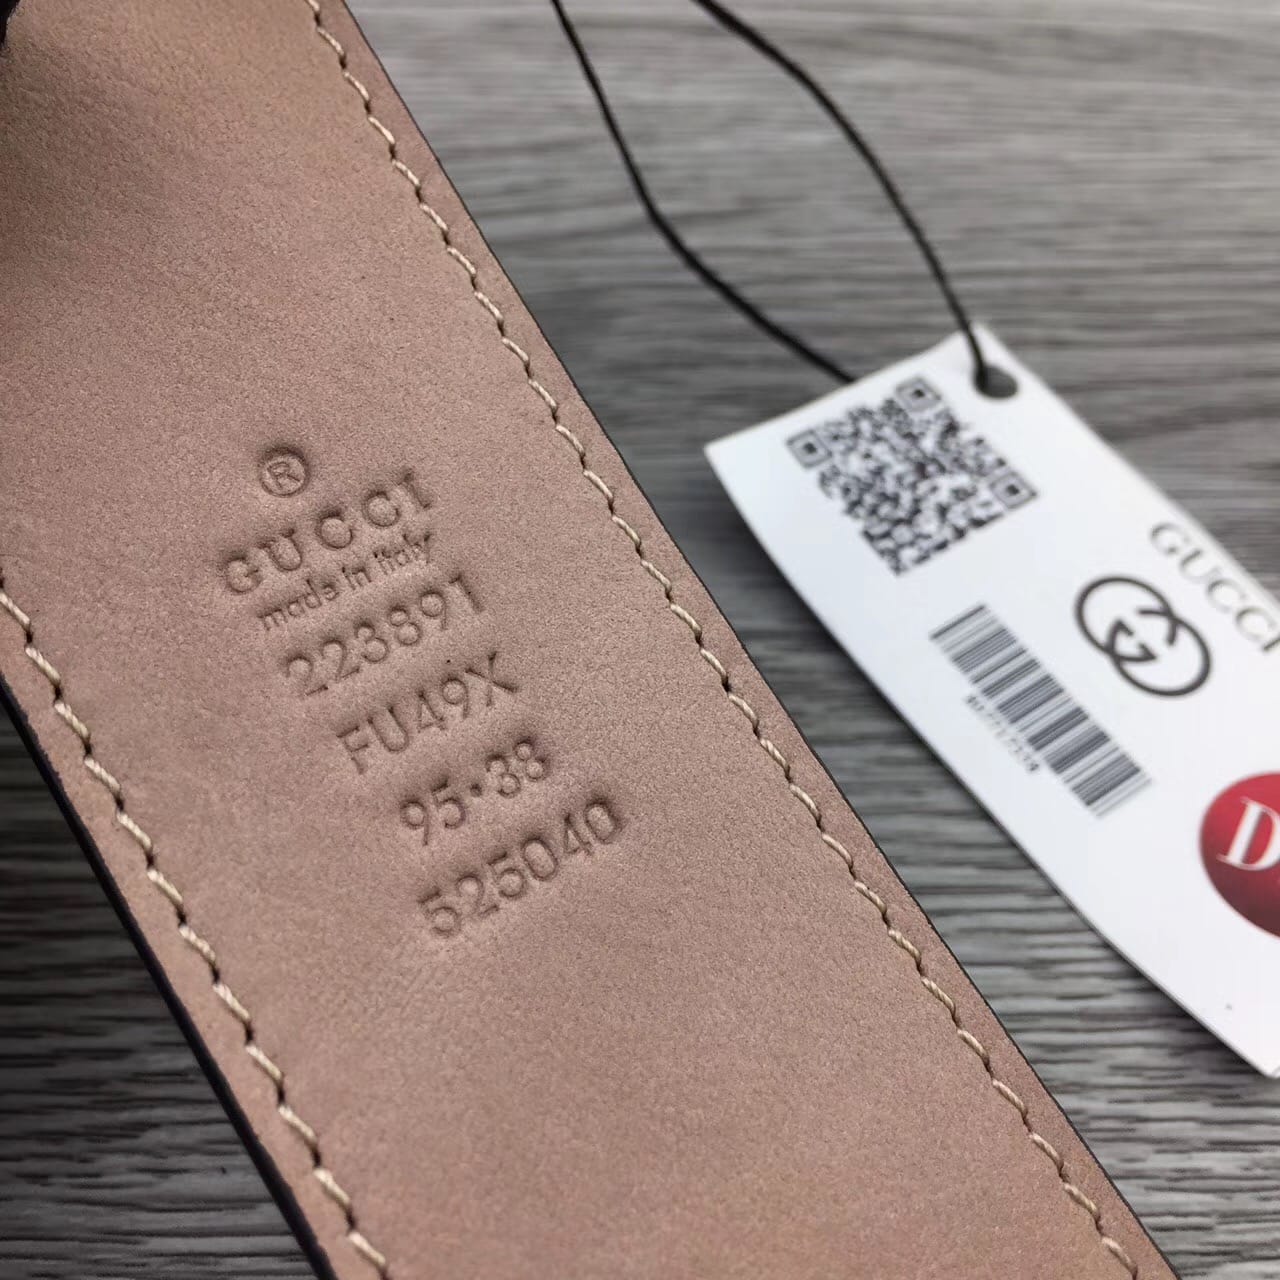 ®
GUCCI
made in italy
223891
FU49X
95·38
525040
GUCCI
D